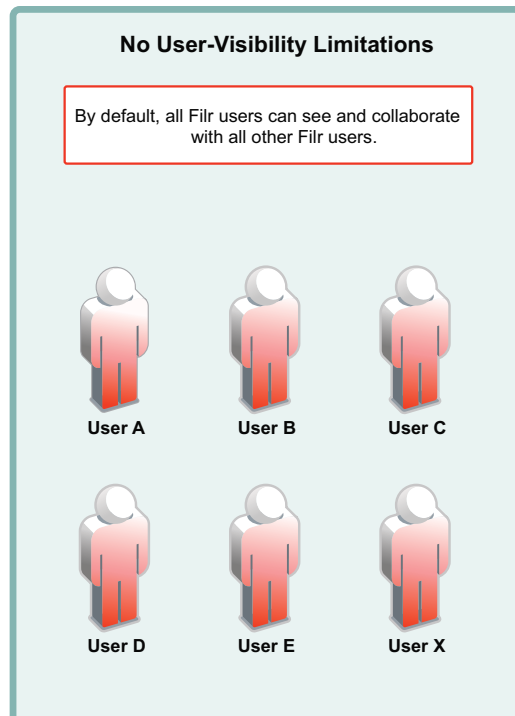 No User-Visibility Limitations
By default, all Filr users can see and collaborate
with all other Filr users.
User A
User B
User C
User D
User E
User X